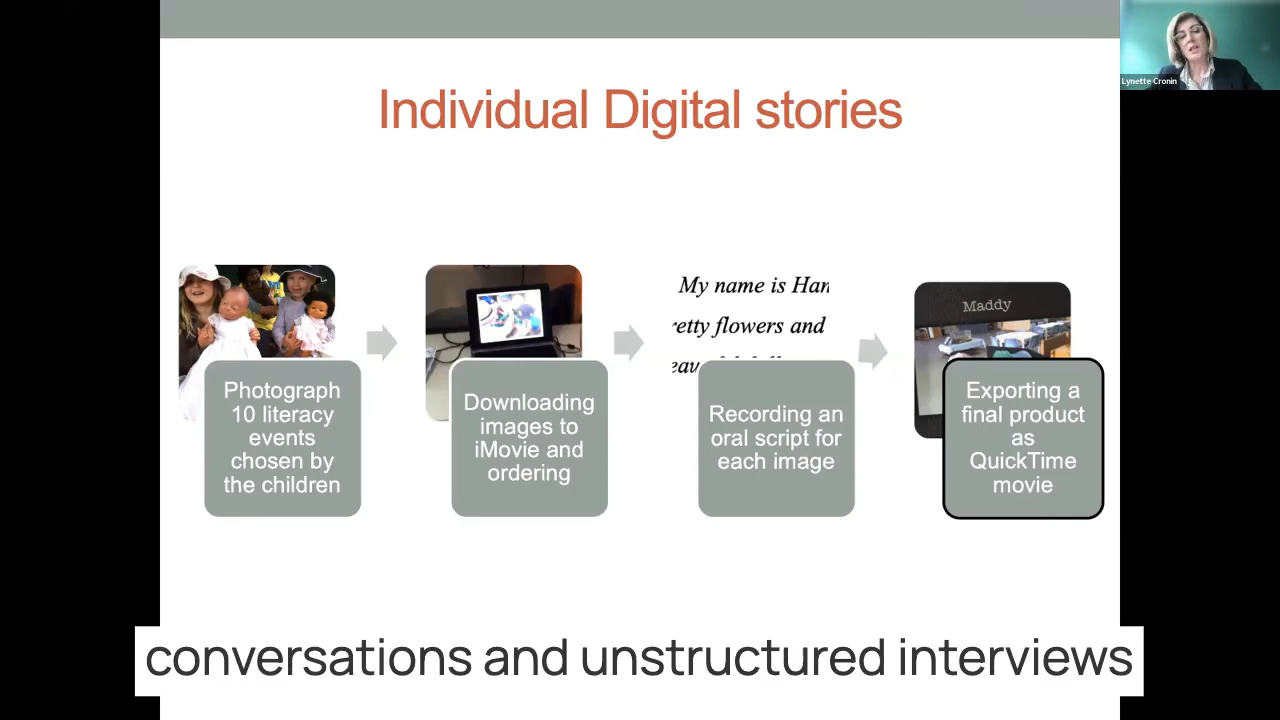 Lynette Cronin
Individual Digital stories
My name is Han
retty flowers and
Maddy
Photograph
10 literacy
events
chosen by
the children
Downloading
images to
iMovie and
ordering
Recording an
oral script for
each image
Exporting a
final product
as
QuickTime
movie
conversations and unstructured interviews